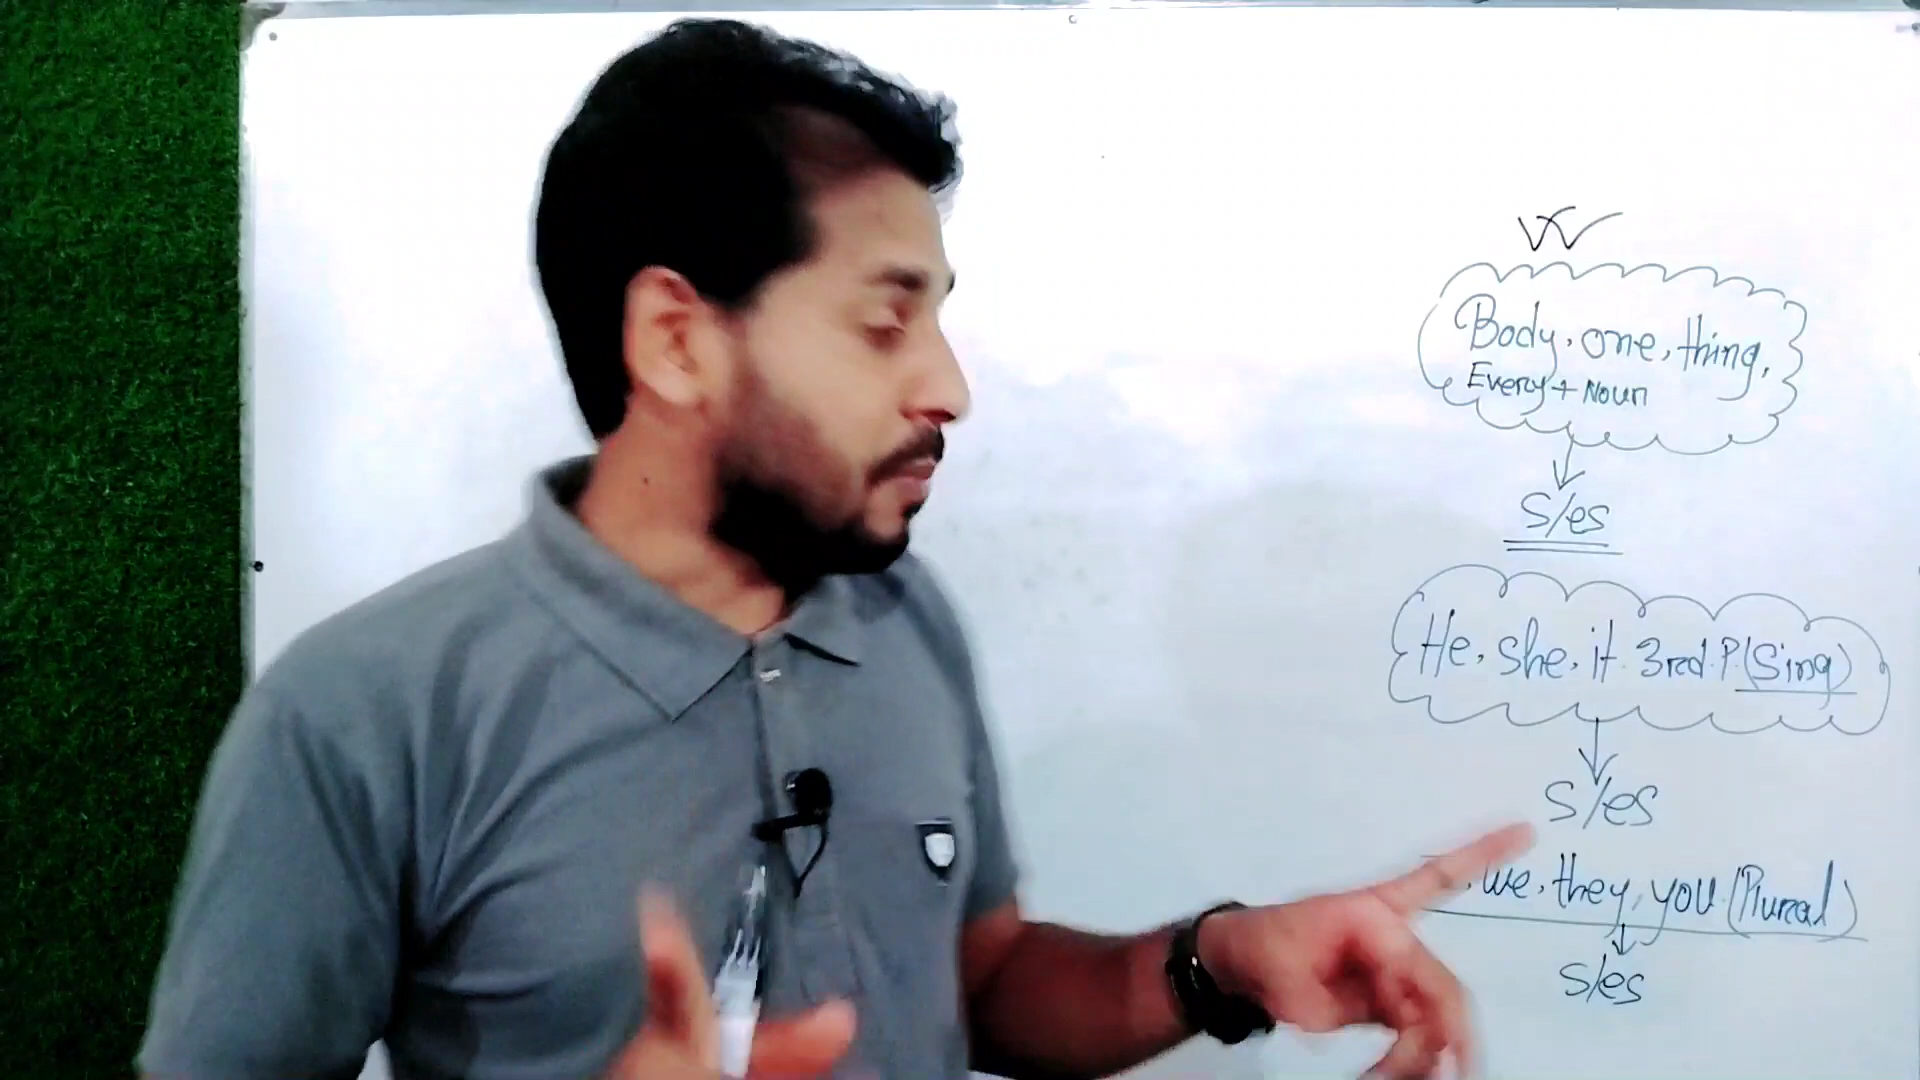 Body, one, thing,
Every + Noun
S/es
He, she, it. 3rd. P. (Sing)
S/es
, we, they, you (Plural)
S/es